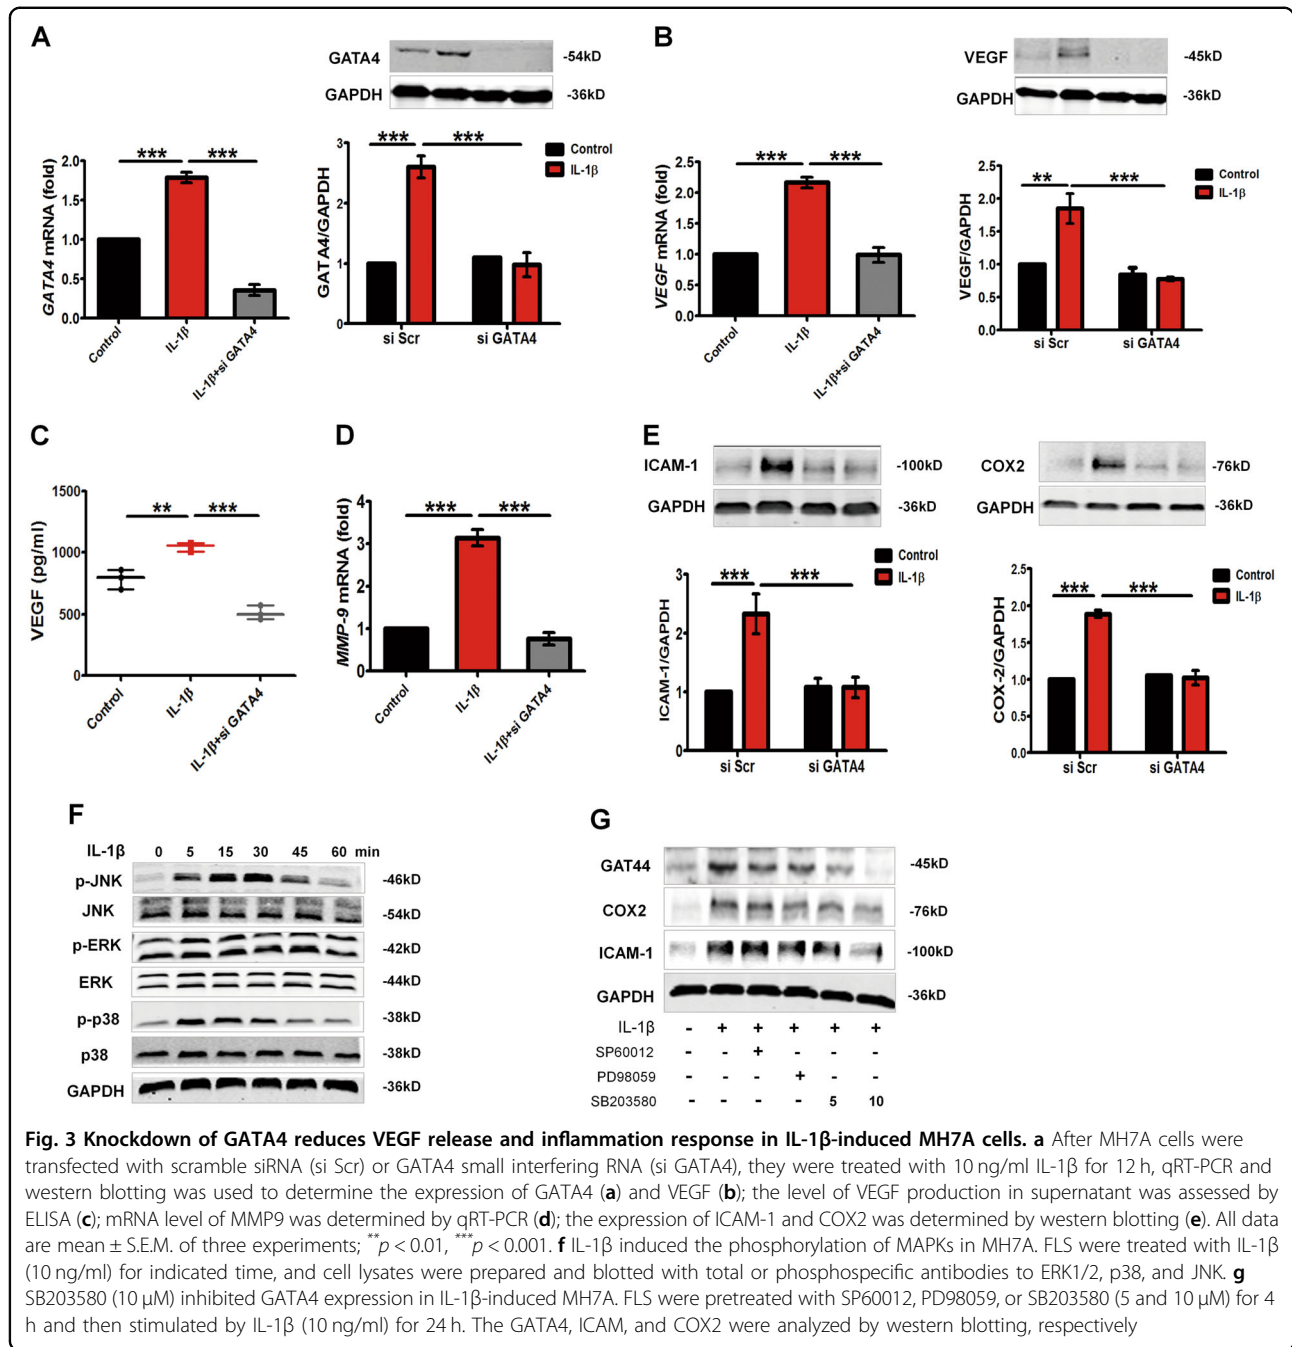 A
GATA4
-54kD
GAPDH
-36kD
GATA4 mRNA (fold)
2.0
1.5
1.0
0.5
0.0
*** ***
Control
IL-1β
IL-1β+si GATA4
GATA4/GAPDH
3
2
1
0
*** ***
si Scr
si GATA4
Control
IL-1β
B
VEGF
-45kD
GAPDH
-36kD
VEGF mRNA (fold)
2.5
2.0
1.5
1.0
0.5
0.0
*** ***
Control
IL-1β
IL-1β+si GATA4
VEGF/GAPDH
2.5
2.0
1.5
1.0
0.5
0.0
** ***
si Scr
si GATA4
Control
IL-1β
C
VEGF (pg/ml)
1500
1000
500
0
** ***
Control
IL-1β
IL-1β+si GATA4
D
MMP-9 mRNA (fold)
4
3
2
1
0
*** ***
Control
IL-1β
IL-1β+si GATA4
E
ICAM-1
-100kD
GAPDH
-36kD
ICAM-1/GAPDH
3
2
1
0
*** ***
si Scr
si GATA4
Control
IL-1β
COX2
-76kD
GAPDH
-36kD
COX-2/GAPDH
2.5
2.0
1.5
1.0
0.5
0.0
*** ***
si Scr
si GATA4
Control
IL-1β
F
IL-1β 0 5 15 30 45 60 min
p-JNK -46kD
JNK -54kD
p-ERK -42kD
ERK -44kD
p-p38 -38kD
p38 -38kD
GAPDH -36kD
G
GAT44 -45kD
COX2 -76kD
ICAM-1 -100kD
GAPDH -36kD
IL-1β - + + + + +
SP60012 - - + - - -
PD98059 - - - + - -
SB203580 - - - - 5 10
Fig. 3 Knockdown of GATA4 reduces VEGF release and inflammation response in IL-1β-induced MH7A cells. a After MH7A cells were
transfected with scramble siRNA (si Scr) or GATA4 small interfering RNA (si GATA4), they were treated with 10 ng/ml IL-1β for 12 h, qRT-PCR and
western blotting was used to determine the expression of GATA4 (a) and VEGF (b); the level of VEGF production in supernatant was assessed by
ELISA (c); mRNA level of MMP9 was determined by qRT-PCR (d); the expression of ICAM-1 and COX2 was determined by western blotting (e). All data
are mean ± S.E.M. of three experiments; **p < 0.01, ***p < 0.001. f IL-1β induced the phosphorylation of MAPKs in MH7A. FLS were treated with IL-1β
(10 ng/ml) for indicated time, and cell lysates were prepared and blotted with total or phosphospecific antibodies to ERK1/2, p38, and JNK. g
SB203580 (10 μM) inhibited GATA4 expression in IL-1β-induced MH7A. FLS were pretreated with SP60012, PD98059, or SB203580 (5 and 10 μM) for 4
h and then stimulated by IL-1β (10 ng/ml) for 24 h. The GATA4, ICAM, and COX2 were analyzed by western blotting, respectively